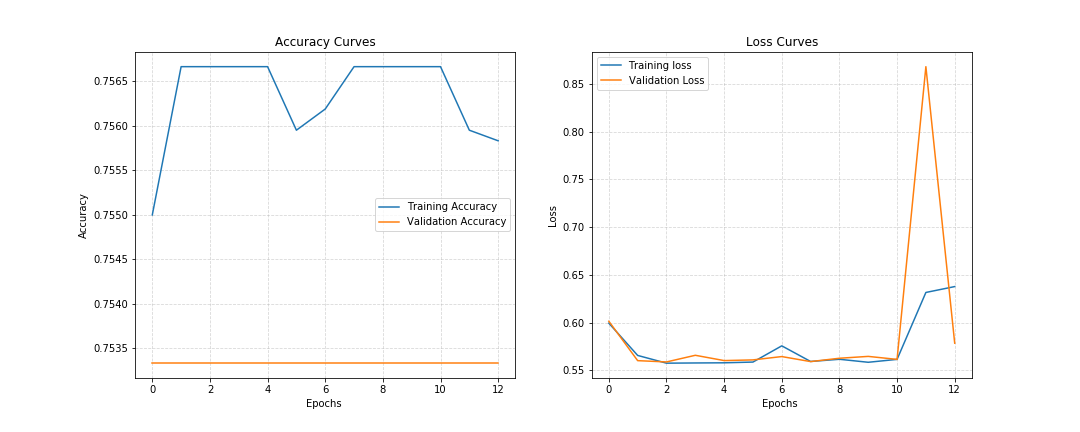 Accuracy Curves
0.7565
0.7560
0.7555
0.7550
0.7545
0.7540
0.7535
Accuracy
Training Accuracy
Validation Accuracy
0 2 4 6 8 10 12
Epochs
Loss Curves
Training loss
Validation Loss
0.85
0.80
0.75
0.70
0.65
0.60
0.55
Loss
0 2 4 6 8 10 12
Epochs